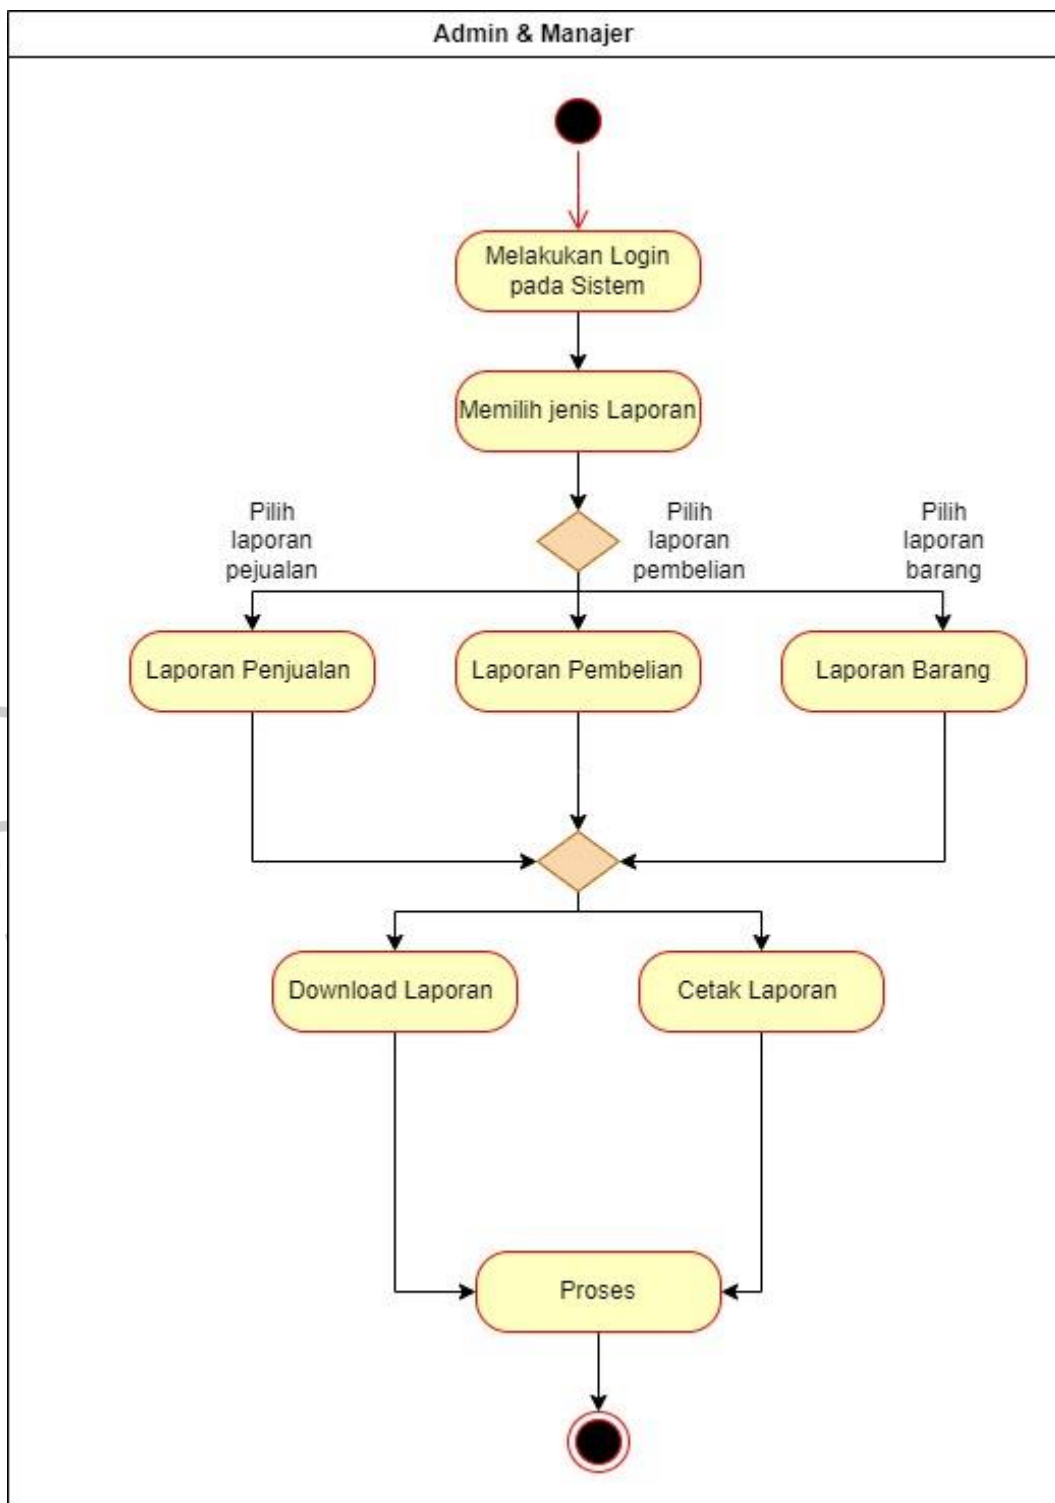 Admin & Manajer
Melakukan Login
pada Sistem
Memilih jenis Laporan
Pilih
laporan
pejualan
Pilih
laporan
pembelian
Pilih
laporan
barang
Laporan Penjualan
Laporan Pembelian
Laporan Barang
Download Laporan
Cetak Laporan
Proses